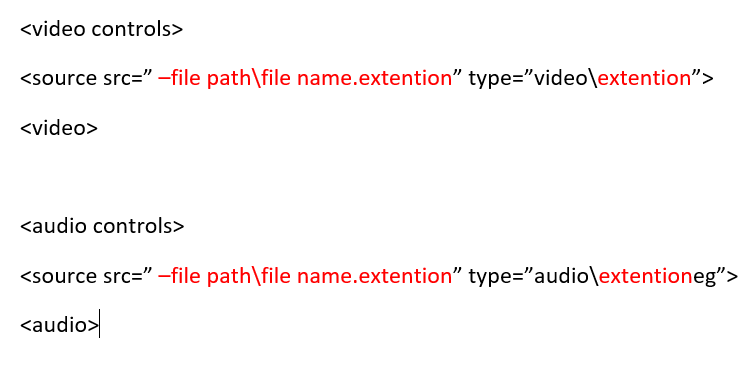 <video controls>
<source src=” –file path\file name.extention” type=”video\extention”>
<video>
<audio controls>
<source src=” –file path\file name.extention” type=”audio\extentioneg”>
<audio>